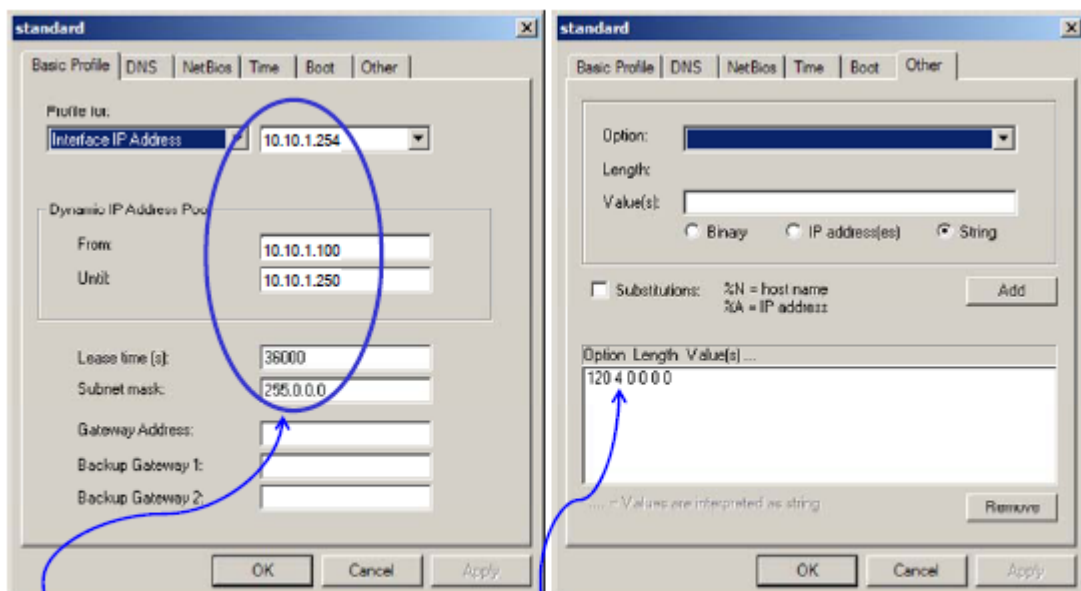 standard
Basic Profile DNS NetBios Time Boot Other
Profile for:
Interface IP Address 10.10.1.254
Dynamic IP Address Pool
From: 10.10.1.100
Until: 10.10.1.250
Lease time (s): 36000
Subnet mask: 255.0.0.0
Gateway Address:
Backup Gateway 1:
Backup Gateway 2:
OK Cancel Apply
standard
Basic Profile DNS NetBios Time Boot Other
Option:
Length:
Value(s):
Binary IP address(es) String
Substitutions: %N = host name
%A = IP address
Add
Option Length Value(s) ...
120 4 0 0 0 0
.... = Values are interpreted as string
Remove
OK Cancel Apply